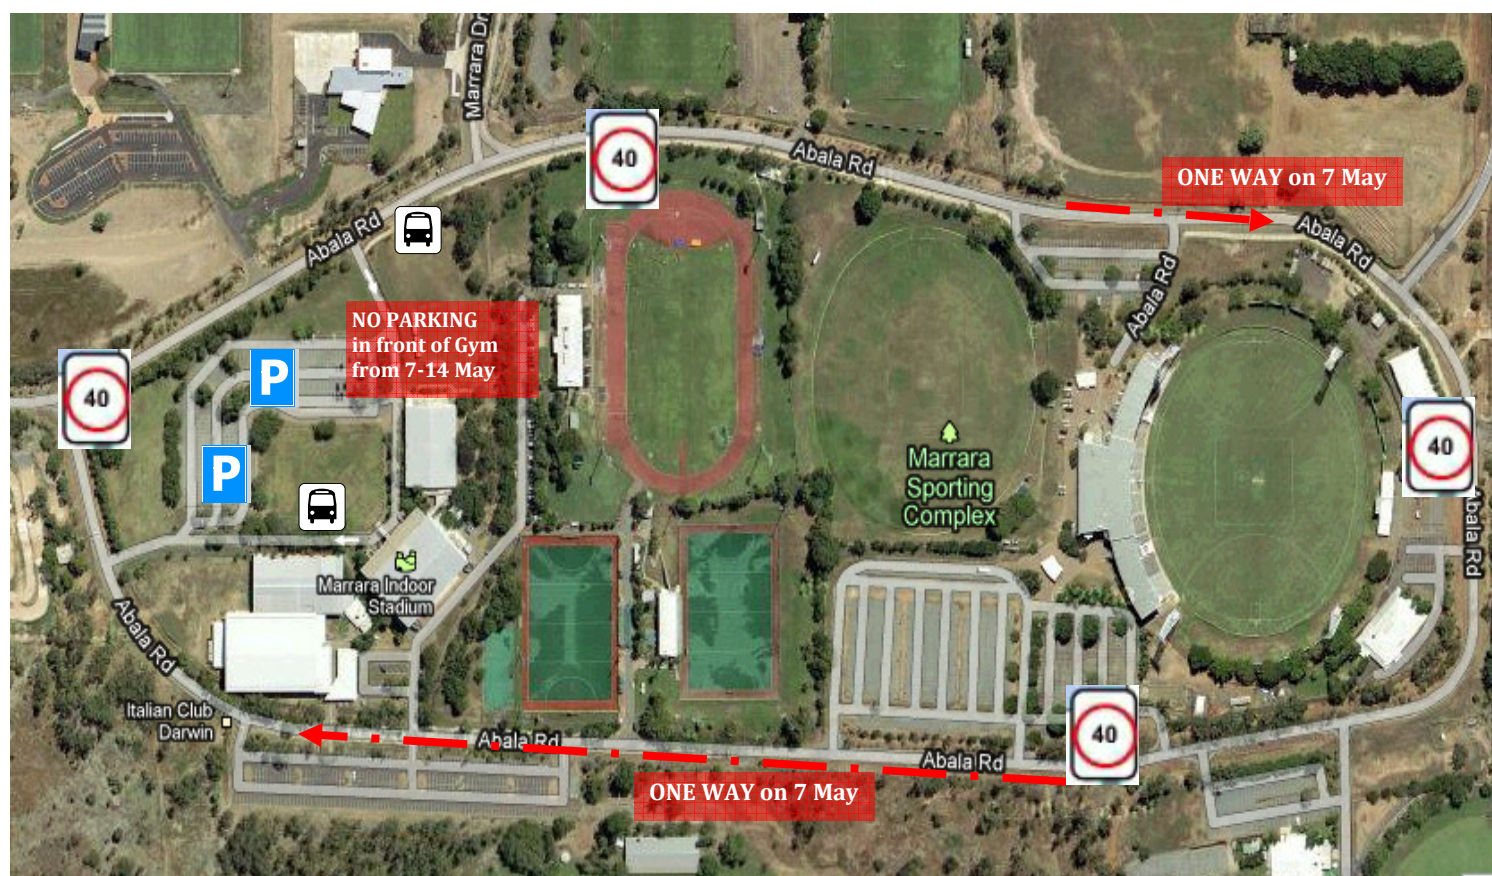 Marrara Dr
40
Abala Rd
ONE WAY on 7 May
Abala Rd
Abala Rd
Abala Rd
NO PARKING
in front of Gym
from 7-14 May
P
40
40
P
Marrara
Sporting
Complex
Abala Rd
Marrara Indoor
Stadium
Abala Rd
Italian Club
Darwin
Abala Rd
Abala Rd
40
ONE WAY on 7 May